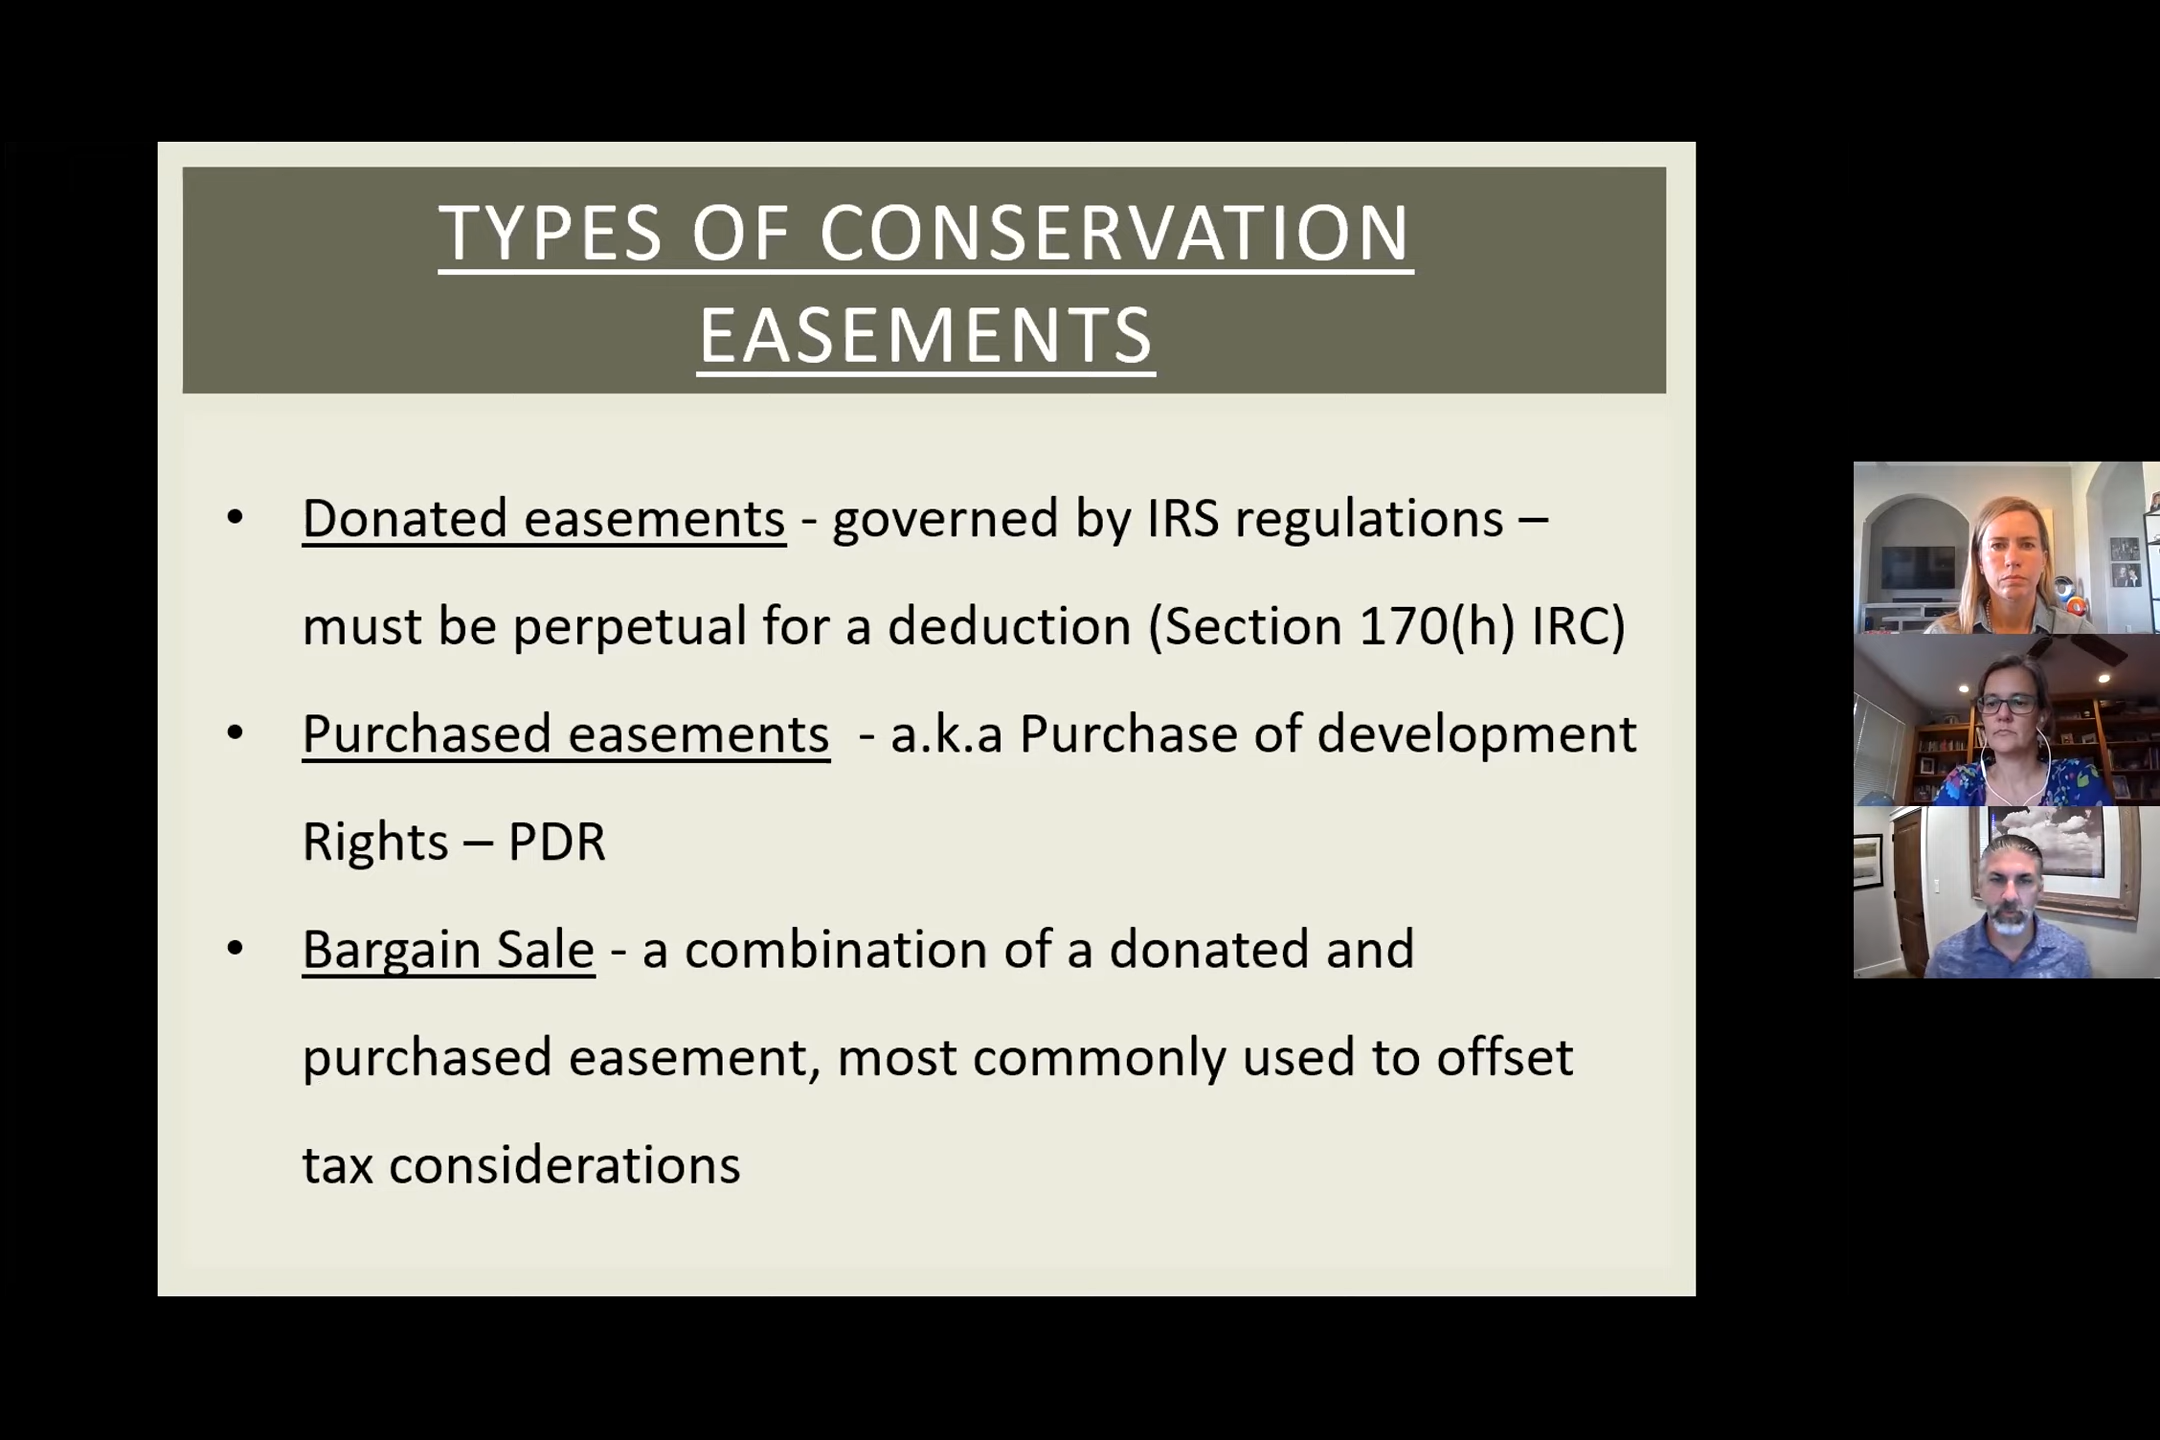 TYPES OF CONSERVATION
EASEMENTS
• Donated easements - governed by IRS regulations –
must be perpetual for a deduction (Section 170(h) IRC)
• Purchased easements - a.k.a Purchase of development
Rights – PDR
• Bargain Sale - a combination of a donated and
purchased easement, most commonly used to offset
tax considerations